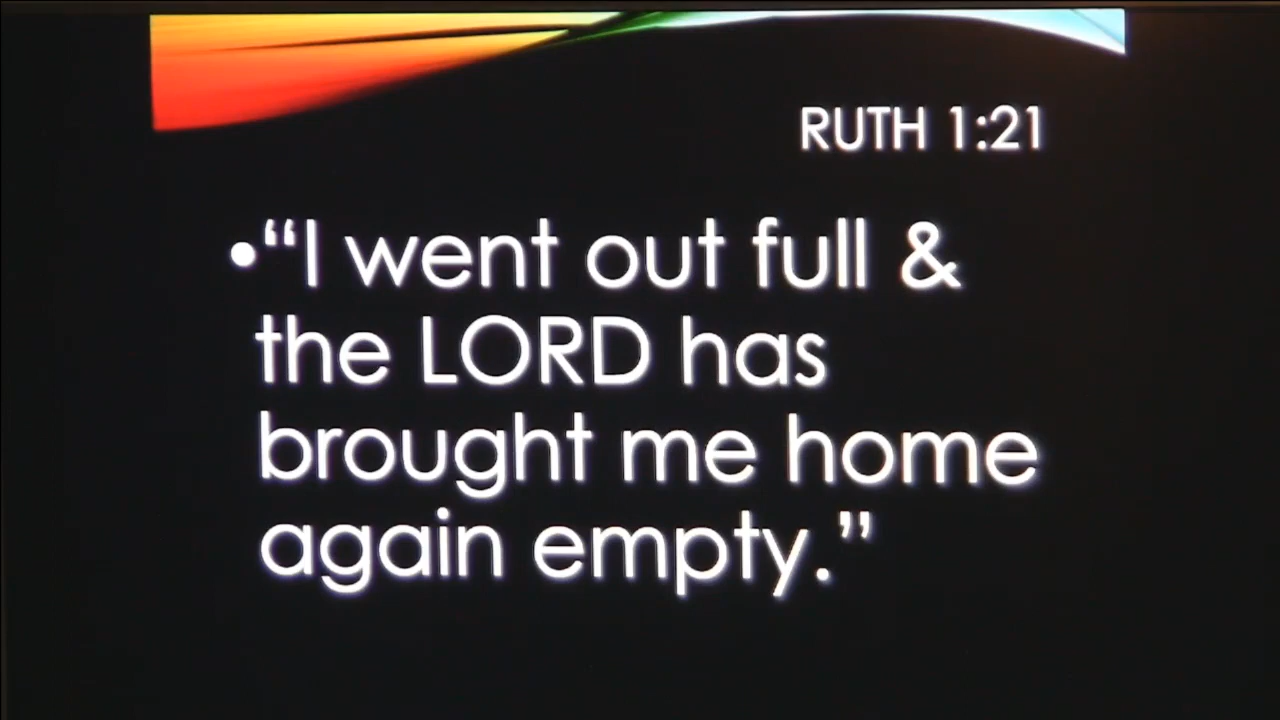 RUTH 1:21
•“I went out full &
the LORD has
brought me home
again empty.”